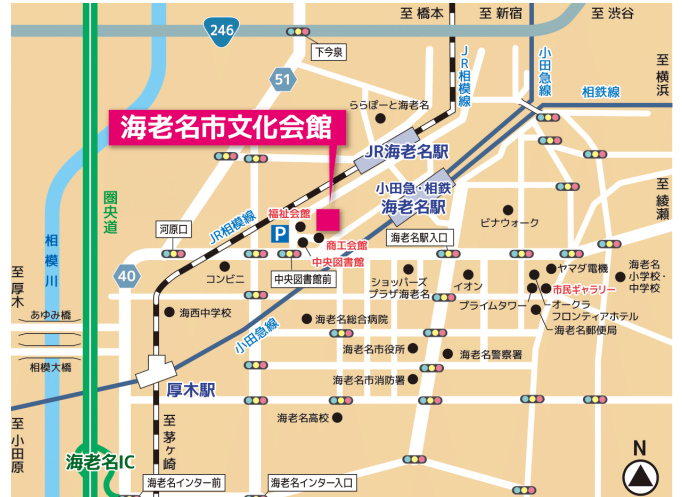 至 橋本
至 新宿
至 渋谷
246
下今泉
JR相模線
小田急線
至 横浜
51
相鉄線
ららぽーと海老名
海老名市文化会館
JR海老名駅
小田急・相鉄
海老名駅
至 綾瀬
圏央道
福祉会館
P
JR相模線
河原口
商工会館
中央図書館
海老名駅入口
ビナウォーク
相模川
至 厚木
40
コンビニ
中央図書館前
ショッパーズ
プラザ海老名
イオン
ヤマダ電機
市民ギャラリー
海老名
小学校・
中学校
プライムタワー
オークラ
フロンティアホテル
海老名郵便局
あゆみ橋
海西中学校
小田急線
海老名総合病院
相模大橋
海老名市役所
海老名警察署
厚木駅
海老名市消防署
至 小田原
至 茅ヶ崎
海老名高校
海老名IC
海老名インター前
海老名インター入口
N